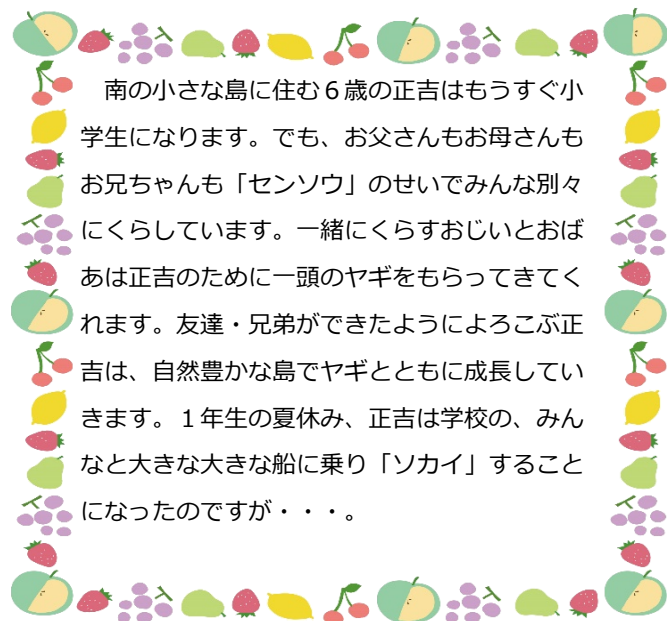 南の小さな島に住む６歳の正吉はもうすぐ小
学生になります。でも、お父さんもお母さんも
お兄ちゃんも「センソウ」のせいでみんな別々
にくらしています。一緒にくらすおじいとおば
あは正吉のために一頭のヤギをもらってきてく
れます。友達・兄弟ができたようによろこぶ正
吉は、自然豊かな島でヤギとともに成長してい
きます。１年生の夏休み、正吉は学校の、みん
なと大きな大きな船に乗り「ソカイ」すること
になったのですが・・・。